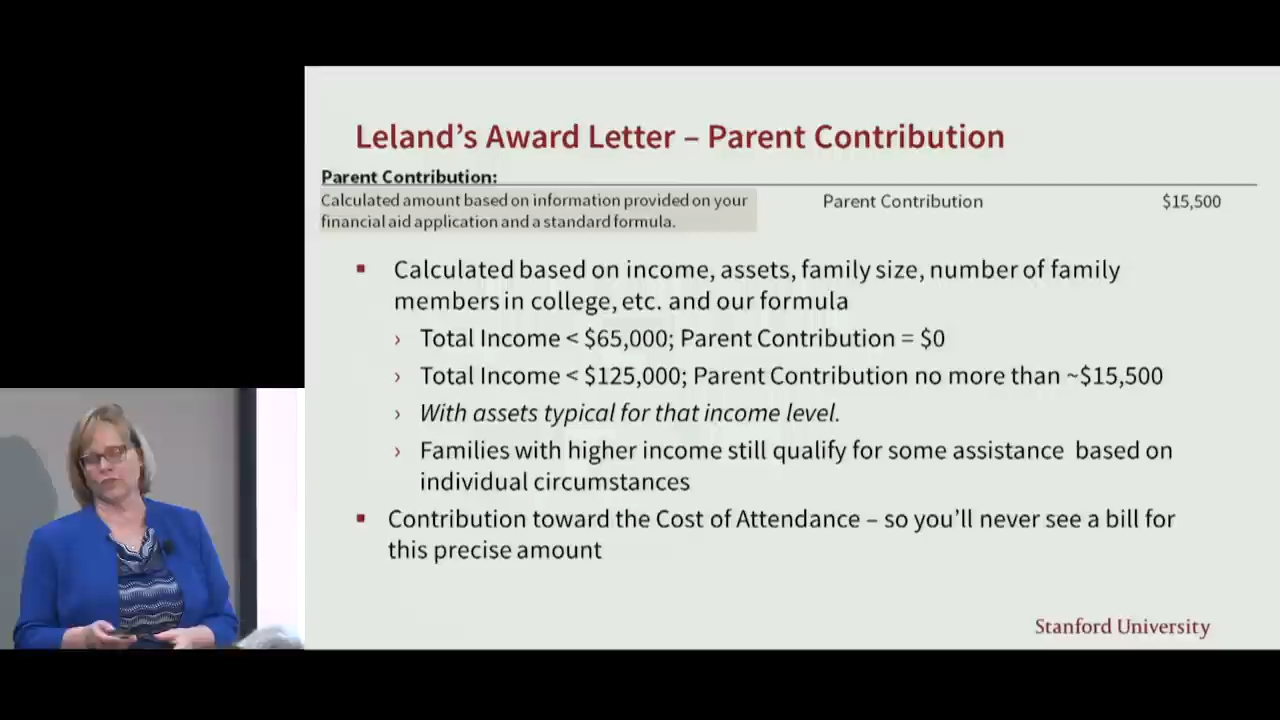 Leland's Award Letter – Parent Contribution
Parent Contribution:
Calculated amount based on information provided on your
financial aid application and a standard formula.
Parent Contribution $15,500
▪ Calculated based on income, assets, family size, number of family
members in college, etc. and our formula
› Total Income < $65,000; Parent Contribution = $0
› Total Income < $125,000; Parent Contribution no more than ~$15,500
› With assets typical for that income level.
› Families with higher income still qualify for some assistance based on
individual circumstances
▪ Contribution toward the Cost of Attendance – so you'll never see a bill for
this precise amount
Stanford University